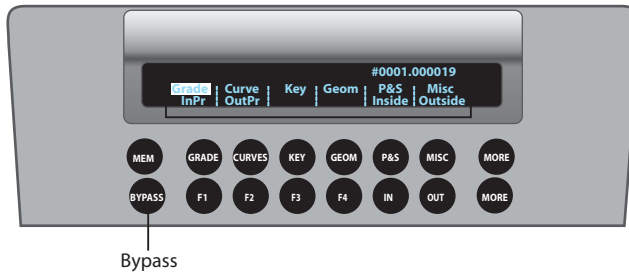 #0001.000019
Grade Curve Key Geom P&S Misc
InPr OutPr Inside Outside
MEM GRADE CURVES KEY GEOM P&S MISC MORE
BYPASS F1 F2 F3 F4 IN OUT MORE
Bypass